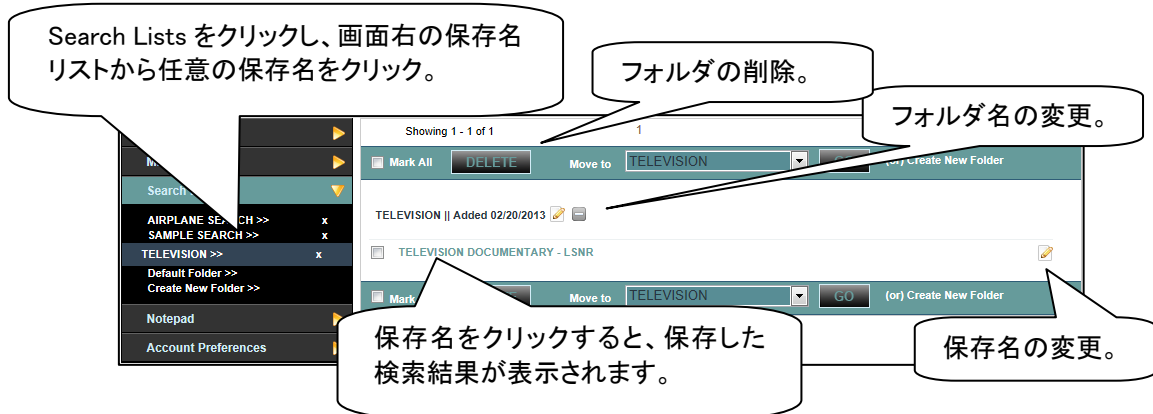 Search Lists をクリックし、画面右の保存名
リストから任意の保存名をクリック。
フォルダの削除。
フォルダ名の変更。
Showing 1 - 1 of 1
1
Mark All DELETE Move to TELEVISION (or) Create New Folder
Search
AIRPLANE SEARCH >> x
SAMPLE SEARCH >> x
TELEVISION >> x
Default Folder >>
Create New Folder >>
Notepad
Account Preferences
TELEVISION || Added 02/20/2013
TELEVISION DOCUMENTARY - LSNR
Mark Move to TELEVISION GO (or) Create New Folder
保存名をクリックすると、保存した
検索結果が表示されます。
保存名の変更。